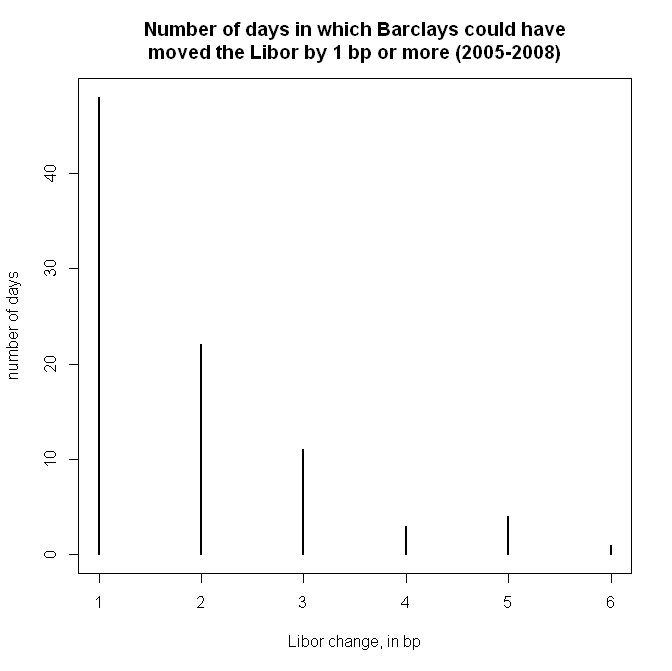 Number of days in which Barclays could have
moved the Libor by 1 bp or more (2005-2008)
number of days
40
30
20
10
0
1 2 3 4 5 6
Libor change, in bp